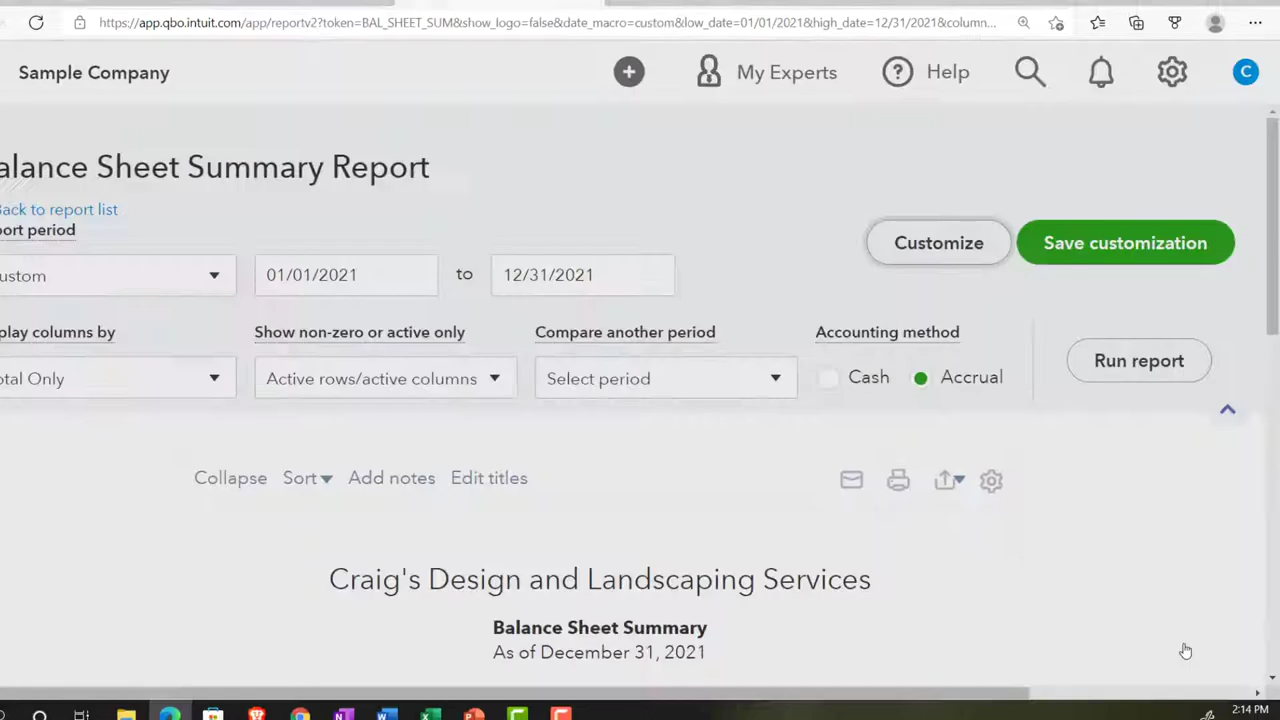 https://app.qbo.intuit.com/app/reportv2?token=BAL_SHEET_SUM&show_logo=false&date_macro=custom&low_date=01/01/2021&high_date=12/31/2021&column...
Sample Company
My Experts
Help
C
alance Sheet Summary Report
Back to report list
ort period
Customize
Save customization
ustom
01/01/2021
to
12/31/2021
play columns by
Show non-zero or active only
Compare another period
Accounting method
otal Only
Active rows/active columns
Select period
Cash
Accrual
Run report
Collapse
Sort
Add notes
Edit titles
Craig's Design and Landscaping Services
Balance Sheet Summary
As of December 31, 2021
2:14 PM